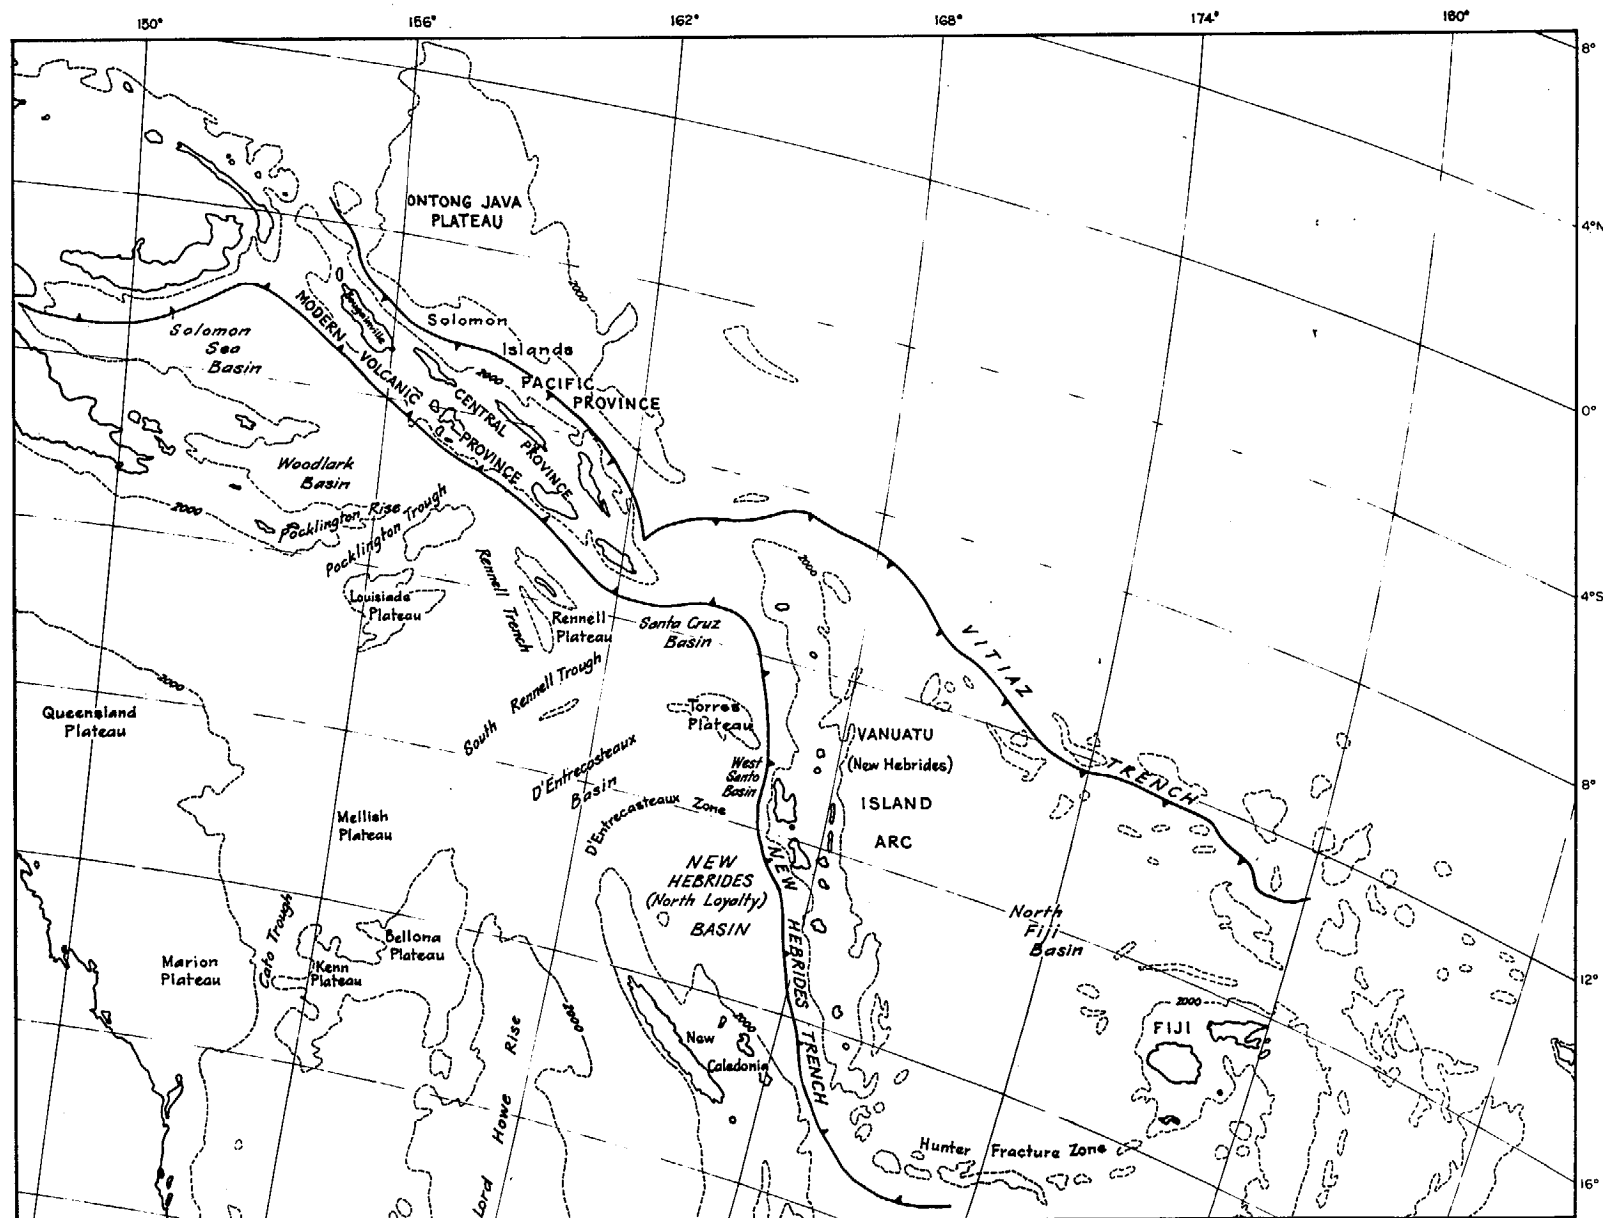 150°
156°
162°
168°
174°
180°
8°
4°N
0°
4°S
8°
12°
16°
ONTONG JAVA
PLATEAU
2000
Solomon
Islands
PACIFIC
PROVINCE
Bougainville
MODERN VOLCANIC PROVINCE
2000
CENTRAL PROVINCE
Solomon
Sea
Basin
Woodlark
Basin
2000
Pocklington Rise
Pocklington Trough
Louisiade
Plateau
Rennell Trench
Rennell
Plateau
Santa Cruz
Basin
2000
VITIAZ TRENCH
South Rennell Trough
Torres
Plateau
2000
Queensland
Plateau
D'Entrecasteaux
Basin
West
Santo
Basin
VANUATU
(New Hebrides)
ISLAND
ARC
D'Entrecasteaux Zone
Mellish
Plateau
NEW
HEBRIDES
(North Loyalty)
BASIN
NEW HEBRIDES TRENCH
North
Fiji
Basin
Marion
Plateau
Cato Trough
Kenn
Plateau
Bellona
Plateau
2000
Lord Howe Rise
New
Caledonia
2000
2000
FIJI
Hunter Fracture Zone